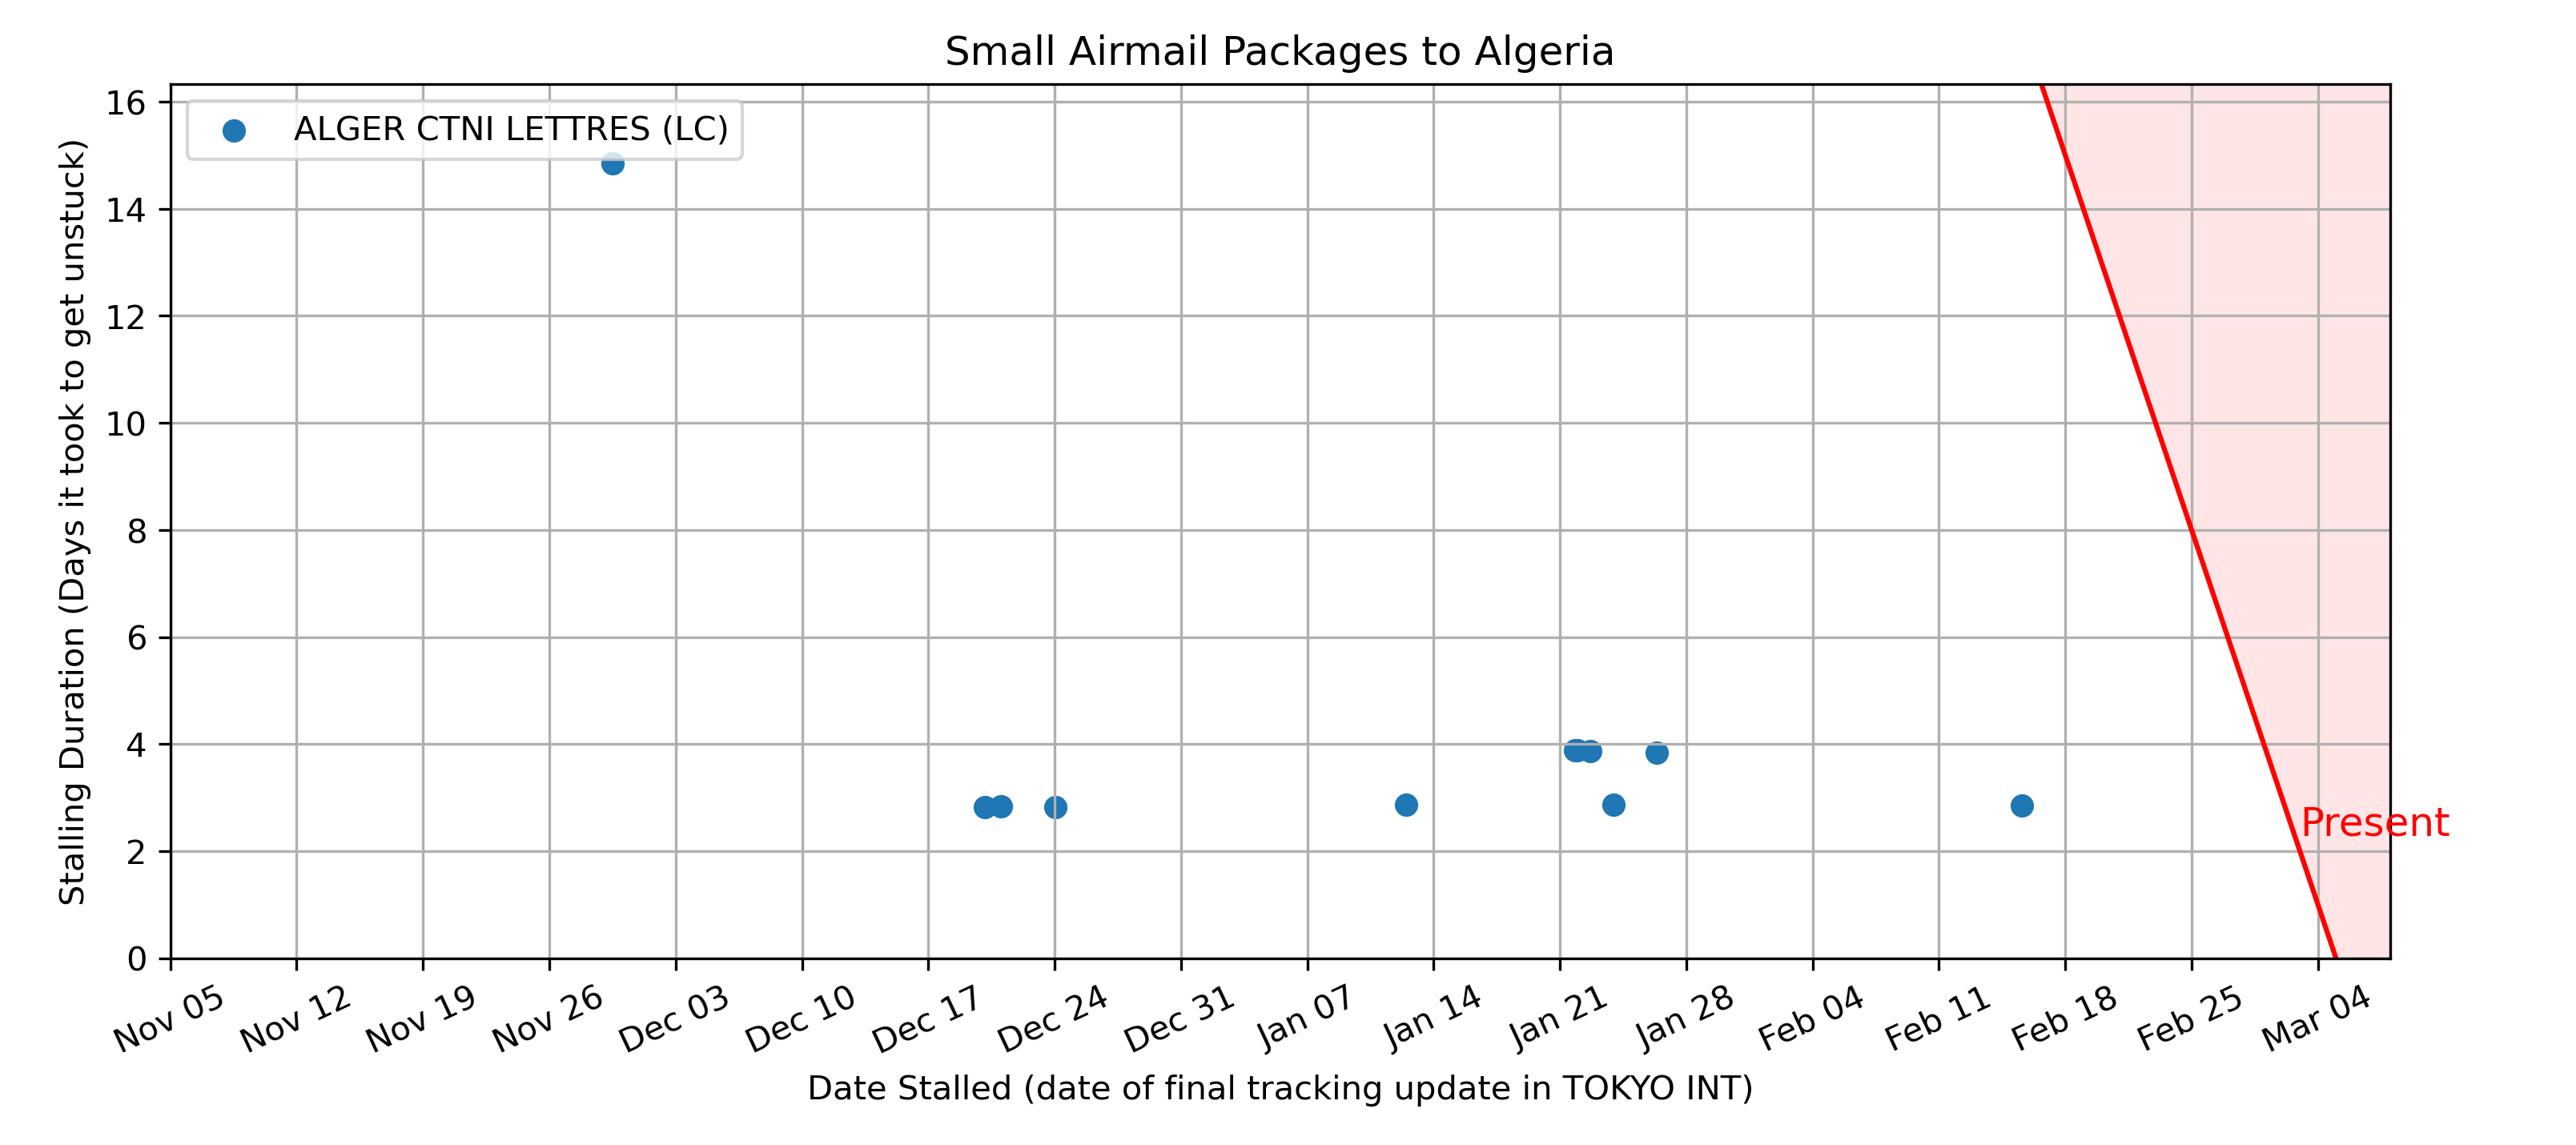 Small Airmail Packages to Algeria
ALGER CTNI LETTRES (LC)
Stalling Duration (Days it took to get unstuck)
16
14
12
10
8
6
4
2
0
Present
Nov 05 Nov 12 Nov 19 Nov 26 Dec 03 Dec 10 Dec 17 Dec 24 Dec 31 Jan 07 Jan 14 Jan 21 Jan 28 Feb 04 Feb 11 Feb 18 Feb 25 Mar 04
Date Stalled (date of final tracking update in TOKYO INT)